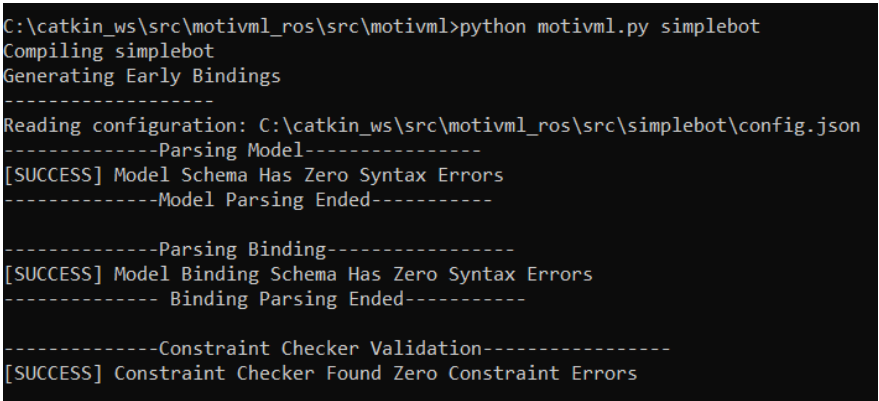 C:\catkin_ws\src\motivml_ros\src\motivml>python motivml.py simplebot
Compiling simplebot
Generating Early Bindings
-------------------
Reading configuration: C:\catkin_ws\src\motivml_ros\src\simplebot\config.json
--------------Parsing Model----------------
[SUCCESS] Model Schema Has Zero Syntax Errors
--------------Model Parsing Ended-----------
--------------Parsing Binding-----------------
[SUCCESS] Model Binding Schema Has Zero Syntax Errors
-------------- Binding Parsing Ended-----------
--------------Constraint Checker Validation-----------------
[SUCCESS] Constraint Checker Found Zero Constraint Errors